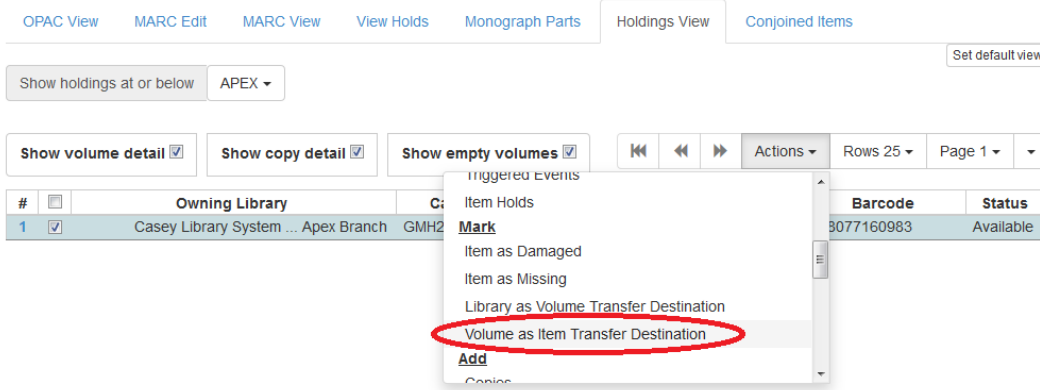 OPAC View MARC Edit MARC View View Holds Monograph Parts Holdings View Conjoined Items
Set default view
Show holdings at or below APEX
Show volume detail Show copy detail Show empty volumes Actions Rows 25 Page 1
Triggered Events
# Owning Library Ca Item Holds Barcode Status
1 Casey Library System ... Apex Branch GMH2 Mark 8077160983 Available
Item as Damaged
Item as Missing
Library as Volume Transfer Destination
Volume as Item Transfer Destination
Add
Copies